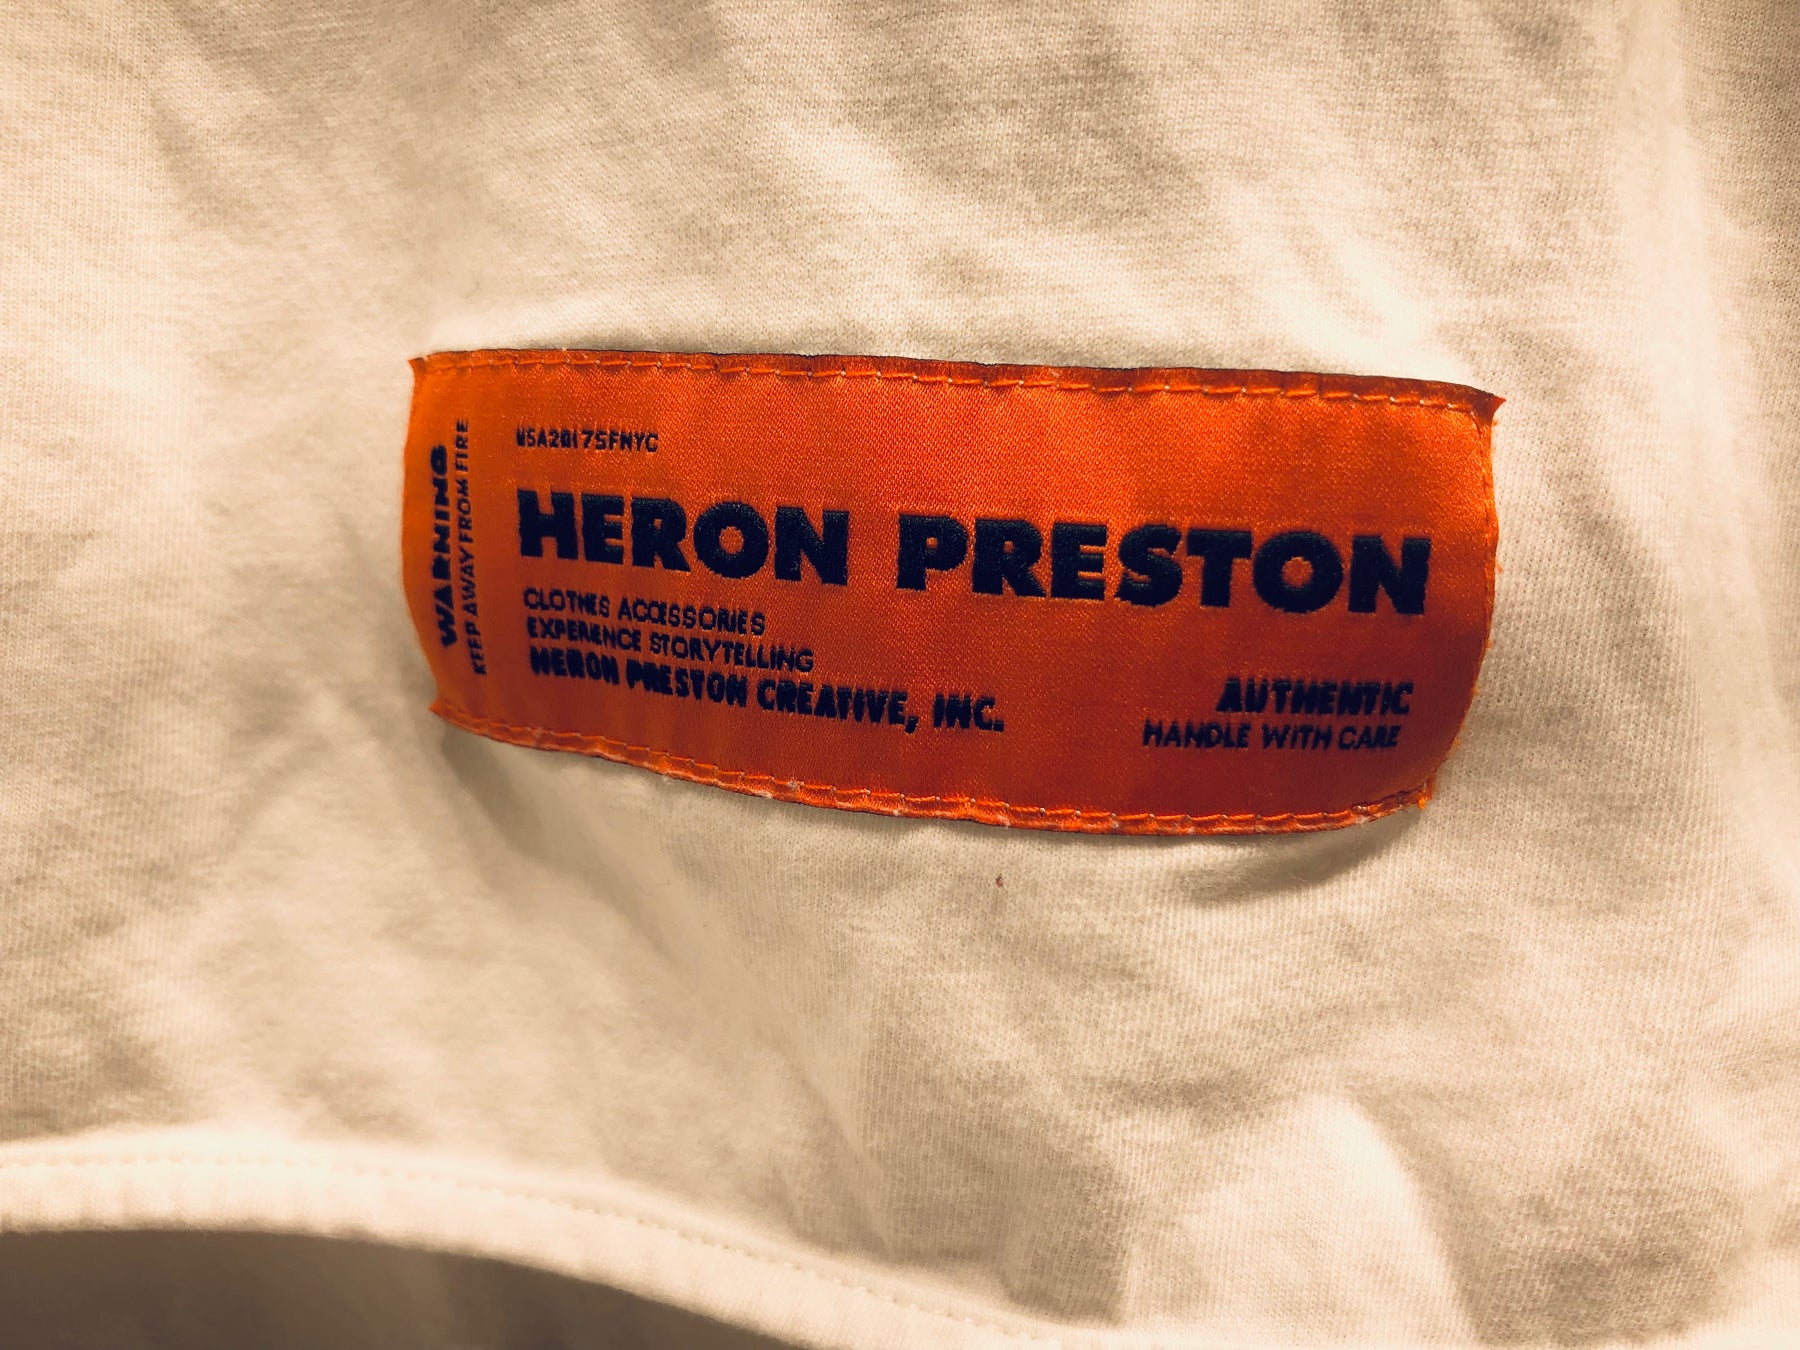 WARNING
KEEP AWAY FROM FIRE
USA2017SFNYC
HERON PRESTON
CLOTHES ACCESSORIES
EXPERIENCE STORYTELLING
HERON PRESTON CREATIVE, INC.
AUTHENTIC
HANDLE WITH CARE